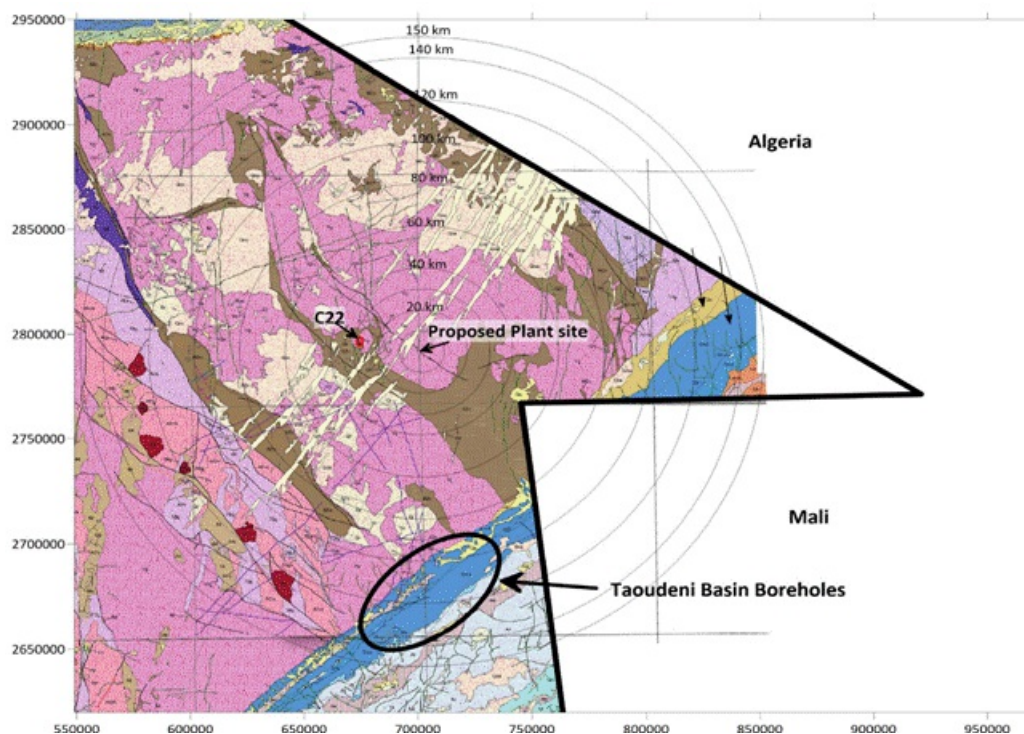 2950000
150 km
140 km
120 km
2900000
Algeria
100 km
80 km
2850000
60 km
40 km
20 km
C22
Proposed Plant site
2800000
2750000
Mali
2700000
Taoudeni Basin Boreholes
2650000
550000 600000 650000 700000 750000 800000 850000 900000 950000